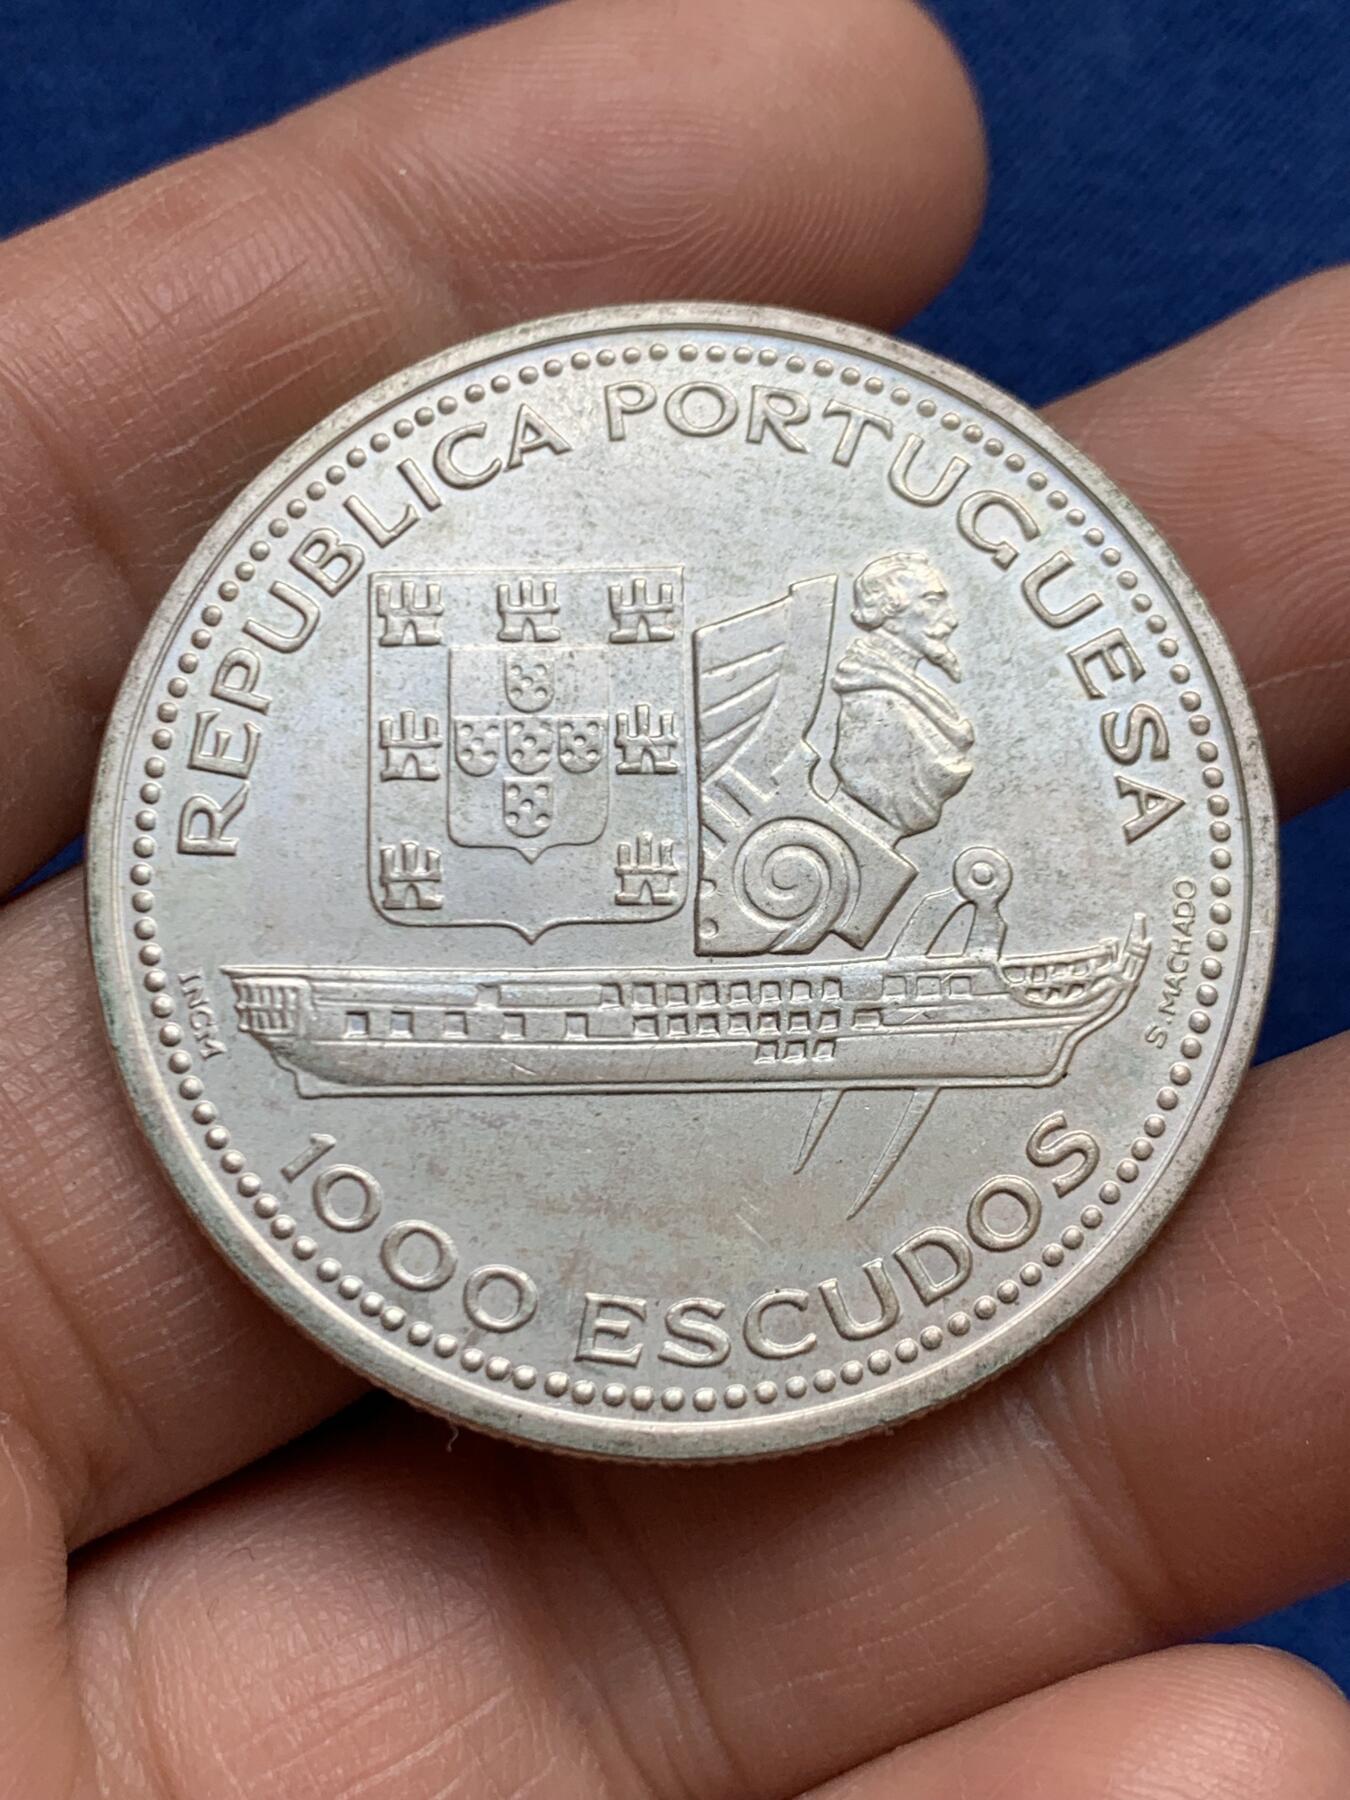 REPUBLICA PORTUGUESA
INCM
S. MACHADO
1000 ESCUDOS